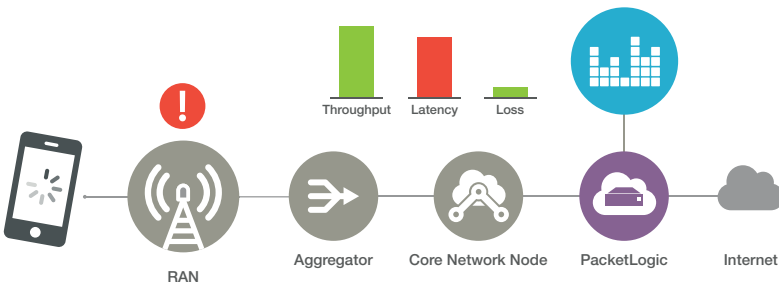 Throughput
Latency
Loss
RAN
Aggregator
Core Network Node
PacketLogic
Internet